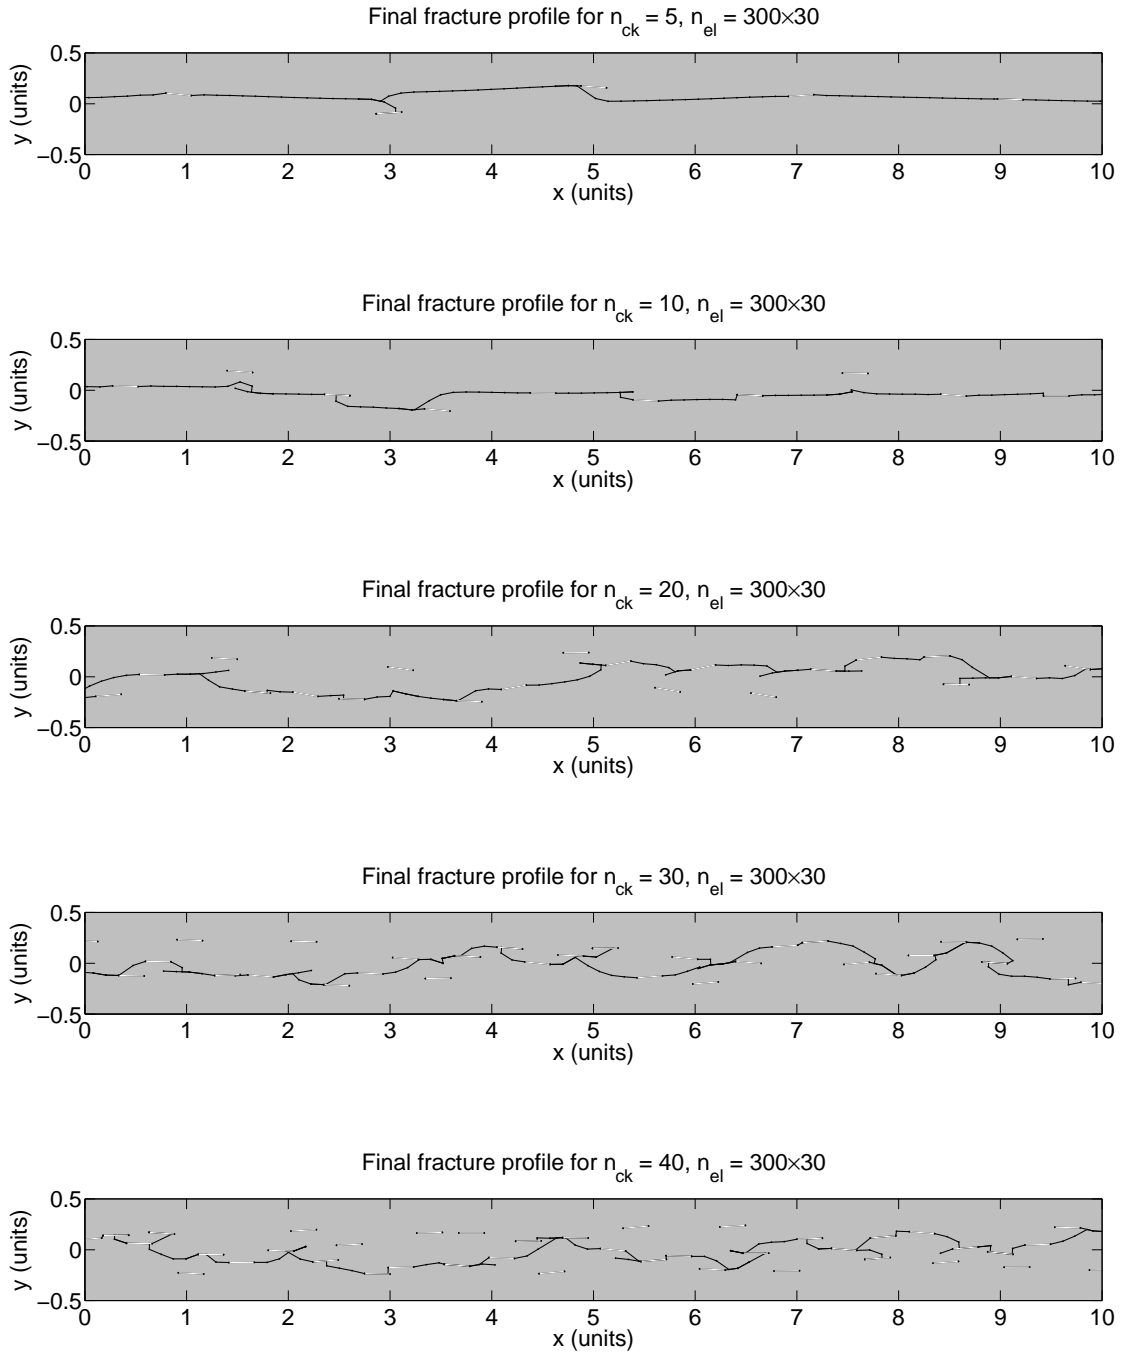 Final fracture profile for n_ck = 5, n_el = 300×30
0.5
0
−0.5
y (units)
0 1 2 3 4 5 6 7 8 9 10
x (units)
Final fracture profile for n_ck = 10, n_el = 300×30
0.5
0
−0.5
y (units)
0 1 2 3 4 5 6 7 8 9 10
x (units)
Final fracture profile for n_ck = 20, n_el = 300×30
0.5
0
−0.5
y (units)
0 1 2 3 4 5 6 7 8 9 10
x (units)
Final fracture profile for n_ck = 30, n_el = 300×30
0.5
0
−0.5
y (units)
0 1 2 3 4 5 6 7 8 9 10
x (units)
Final fracture profile for n_ck = 40, n_el = 300×30
0.5
0
−0.5
y (units)
0 1 2 3 4 5 6 7 8 9 10
x (units)